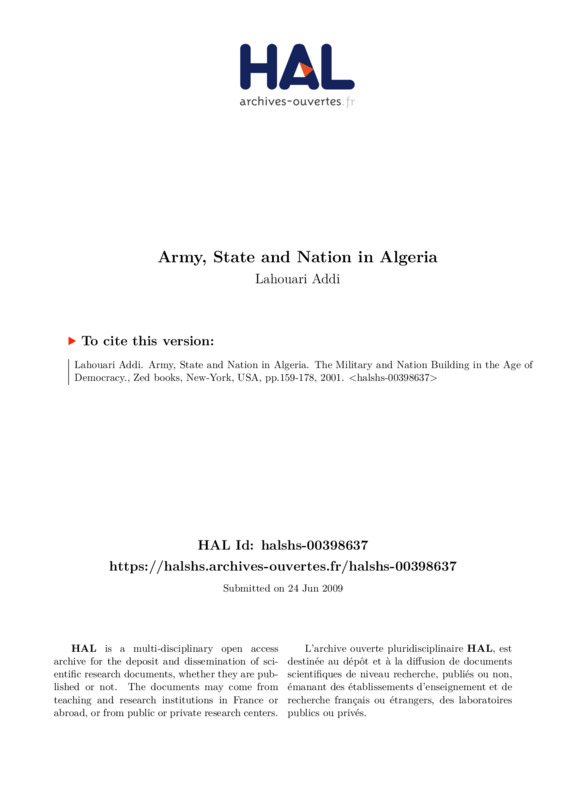 HAL
archives-ouvertes.fr
Army, State and Nation in Algeria
Lahouari Addi
To cite this version:
Lahouari Addi. Army, State and Nation in Algeria. The Military and Nation Building in the Age of
Democracy., Zed books, New-York, USA, pp.159-178, 2001. <halshs-00398637>
HAL Id: halshs-00398637
https://halshs.archives-ouvertes.fr/halshs-00398637
Submitted on 24 Jun 2009
HAL is a multi-disciplinary open access
archive for the deposit and dissemination of sci-
entific research documents, whether they are pub-
lished or not. The documents may come from
teaching and research institutions in France or
abroad, or from public or private research centers.
L'archive ouverte pluridisciplinaire HAL, est
destinée au dépôt et à la diffusion de documents
scientifiques de niveau recherche, publiés ou non,
émanant des établissements d'enseignement et de
recherche français ou étrangers, des laboratoires
publics ou privés.